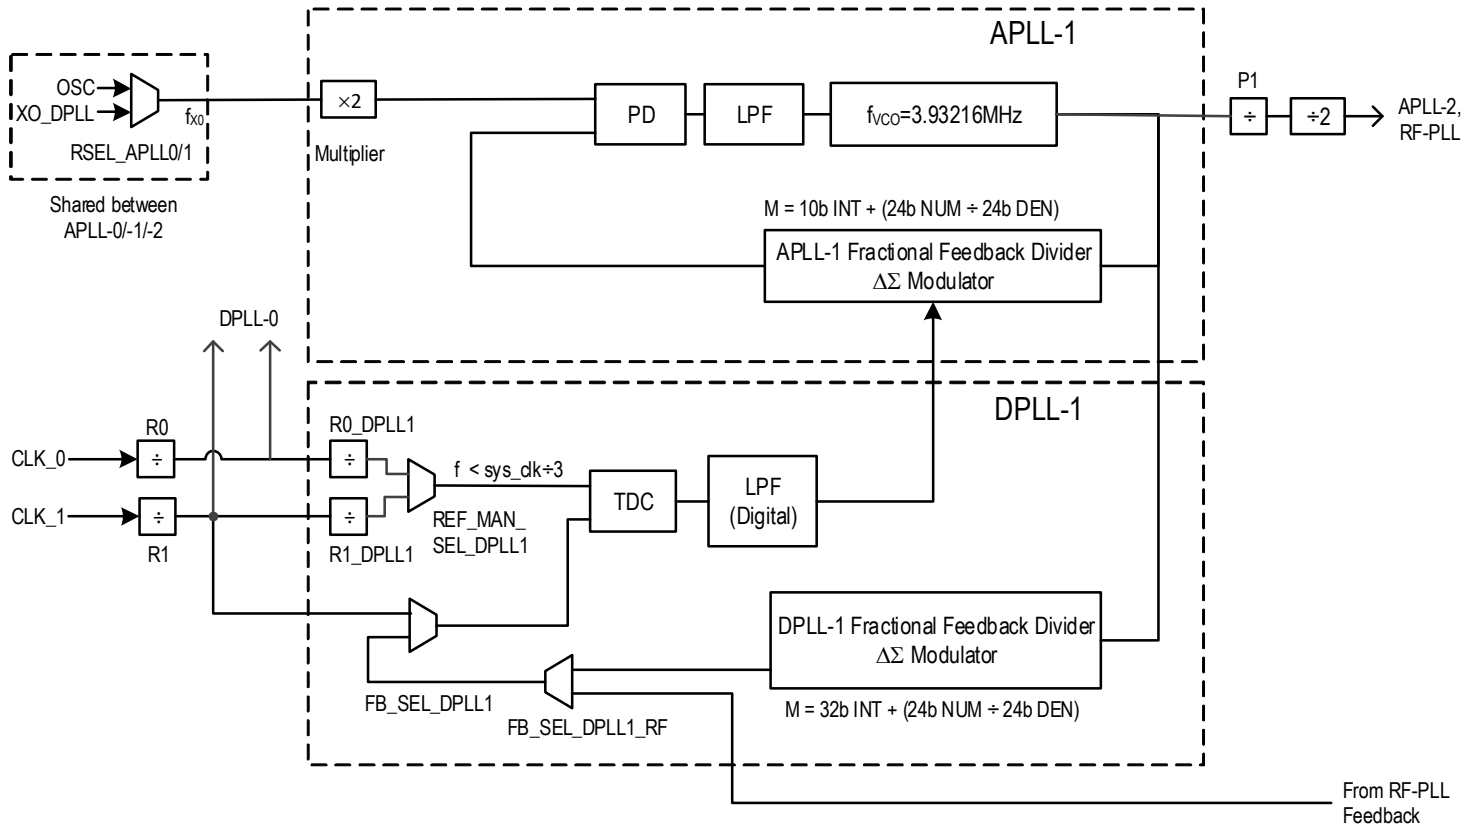 APLL-1
OSC
XO_DPLL
fXO
RSEL_APLL0/1
Shared between
APLL-0/-1/-2
×2
Multiplier
PD
LPF
fVCO=3.93216MHz
P1
÷
÷2
APLL-2,
RF-PLL
M = 10b INT + (24b NUM ÷ 24b DEN)
APLL-1 Fractional Feedback Divider
ΔΣ Modulator
DPLL-0
DPLL-1
CLK_0
R0
÷
R0_DPLL1
÷
CLK_1
÷
R1
÷
R1_DPLL1
f < sys_clk÷3
REF_MAN_
SEL_DPLL1
TDC
LPF
(Digital)
DPLL-1 Fractional Feedback Divider
ΔΣ Modulator
M = 32b INT + (24b NUM ÷ 24b DEN)
FB_SEL_DPLL1
FB_SEL_DPLL1_RF
From RF-PLL
Feedback